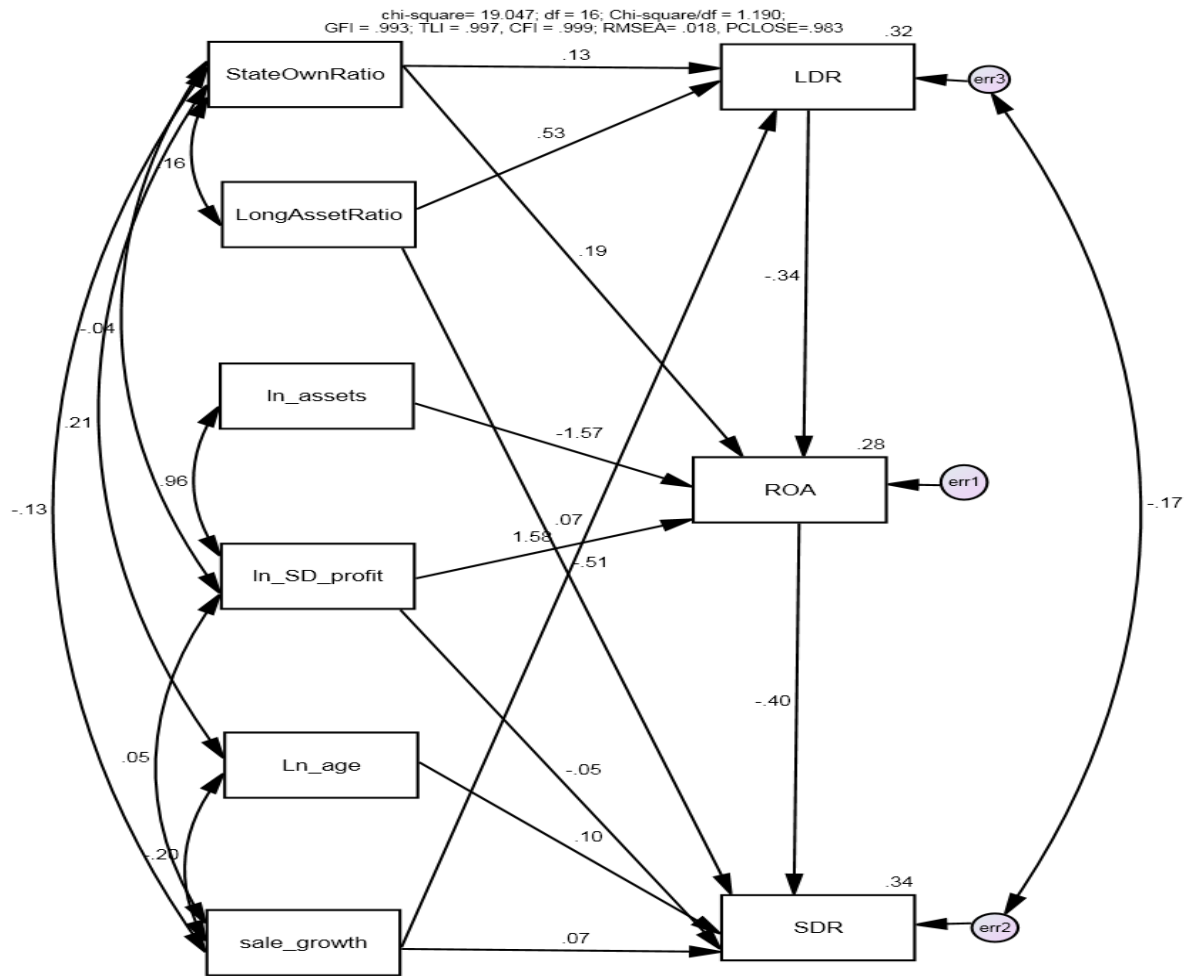 chi-square= 19.047; df = 16; Chi-square/df = 1.190;
GFI = .993; TLI = .997, CFI = .999; RMSEA= .018, PCLOSE=.983
.32
StateOwnRatio
.13
LDR
err3
.16
.53
LongAssetRatio
.19
-.34
-.04
ln_assets
.21
-1.57
.28
.96
ROA
err1
-.13
.07
1.58
-.17
-.51
ln_SD_profit
-.40
.05
Ln_age
-.05
.10
-.20
.34
sale_growth
.07
SDR
err2